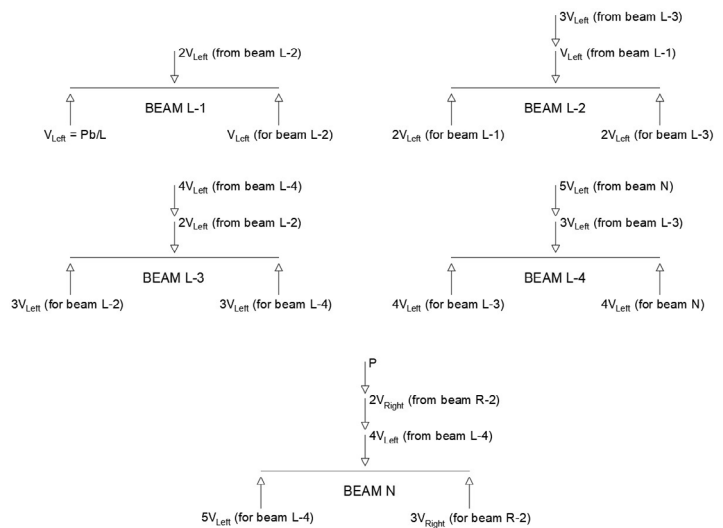 2V_Left (from beam L-2)
BEAM L-1
V_Left = Pb/L
V_Left (for beam L-2)
3V_Left (from beam L-3)
V_Left (from beam L-1)
BEAM L-2
2V_Left (for beam L-1)
2V_Left (for beam L-3)
4V_Left (from beam L-4)
2V_Left (from beam L-2)
BEAM L-3
3V_Left (for beam L-2)
3V_Left (for beam L-4)
5V_Left (from beam N)
3V_Left (from beam L-3)
BEAM L-4
4V_Left (for beam L-3)
4V_Left (for beam N)
P
2V_Right (from beam R-2)
4V_Left (from beam L-4)
BEAM N
5V_Left (for beam L-4)
3V_Right (for beam R-2)